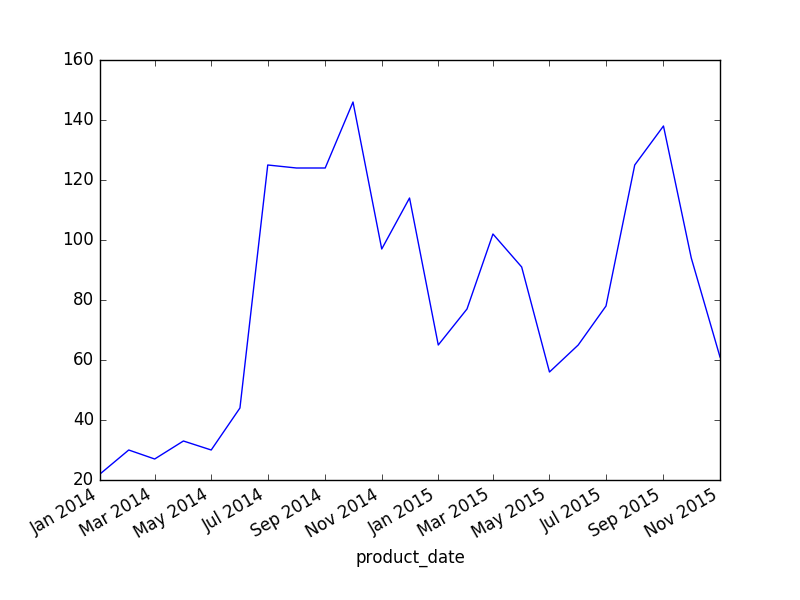 160
140
120
100
80
60
40
20
Jan 2014
Mar 2014
May 2014
Jul 2014
Sep 2014
Nov 2014
Jan 2015
Mar 2015
May 2015
Jul 2015
Sep 2015
Nov 2015
product_date